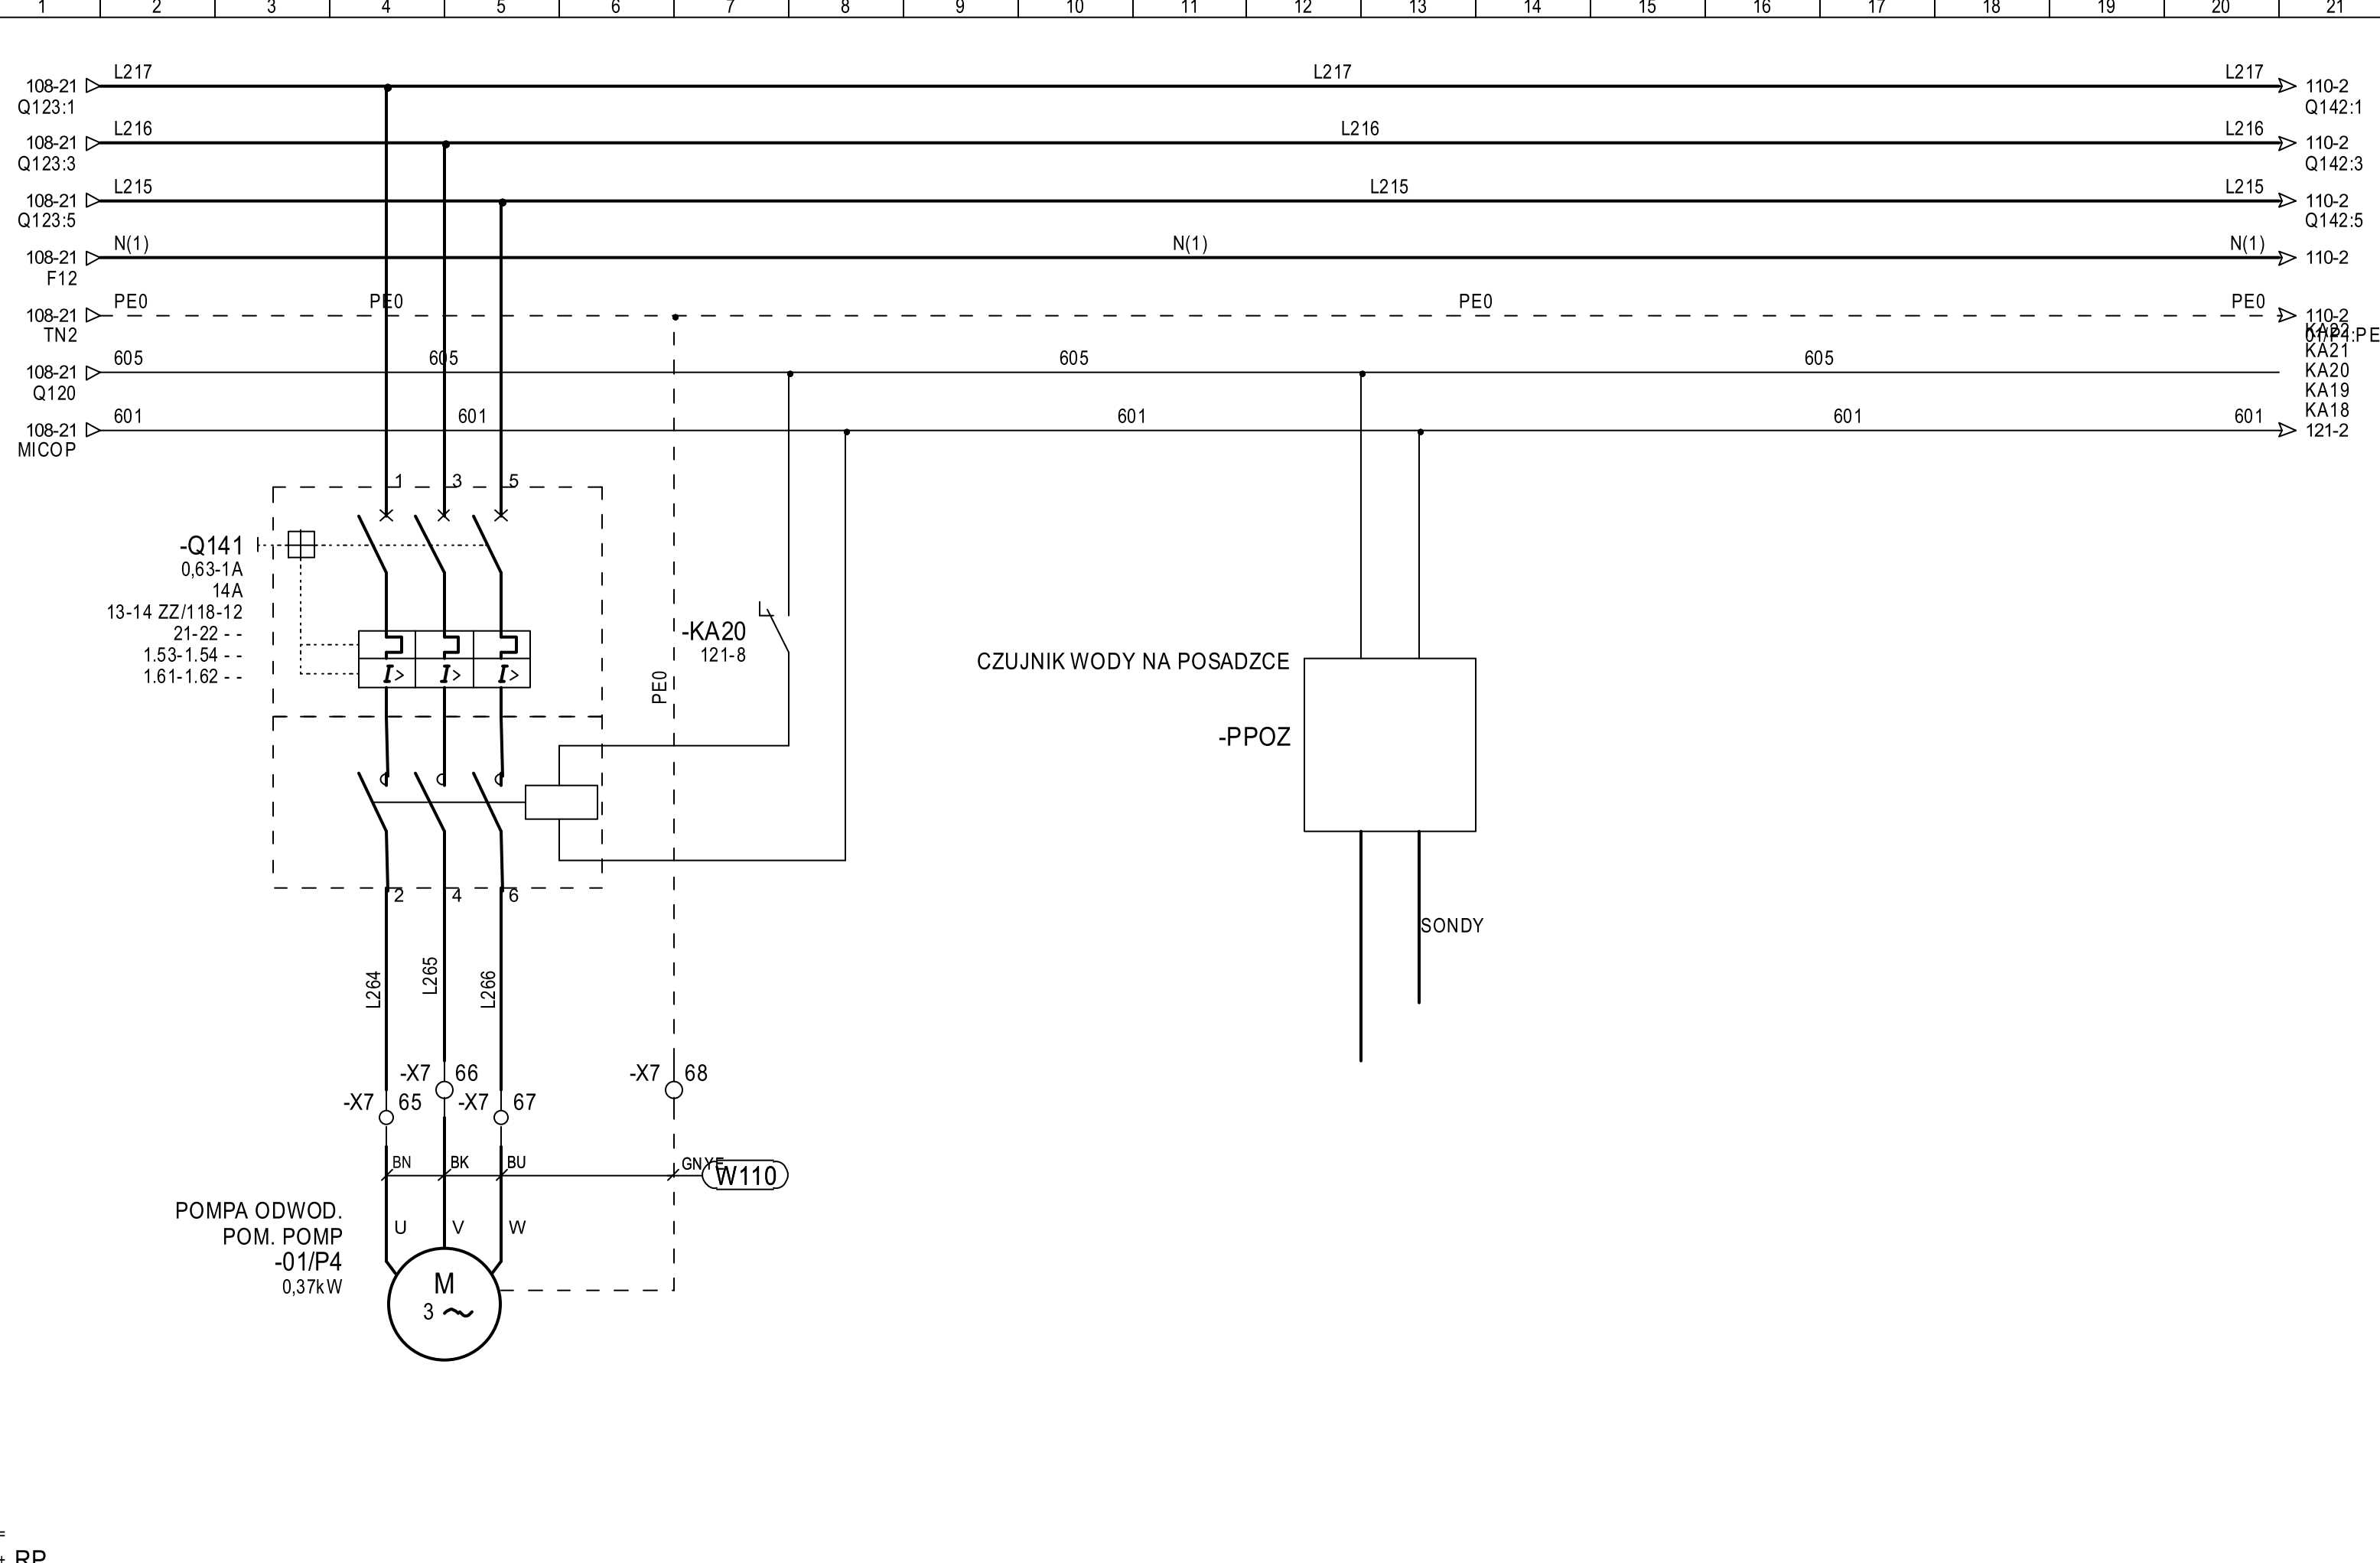 1 2 3 4 5 6 7 8 9 10 11 12 13 14 15 16 17 18 19 20 21
L217 L217 L217
108-21 110-2
Q123:1 Q142:1
L216 L216 L216
108-21 110-2
Q123:3 Q142:3
L215 L215 L215
108-21 110-2
Q123:5 Q142:5
N(1) N(1) N(1)
108-21 110-2
F12
PE0 PE0 PE0 PE0
108-21 110-2
TN2
KA21
605 605 605 605
108-21 KA20
Q120 KA19
KA18
601 601 601 601 601
108-21 121-2
MICOP
1 3 5
-Q141
0,63-1A
14A
13-14 ZZ/118-12
21-22 - -
1.53-1.54 - -
1.61-1.62 - -
I> I> I>
-KA20
121-8
PE0
CZUJNIK WODY NA POSADZCE
-PPOZ
2 4 6
SONDY
L264 L265 L266
-X7 66 -X7 68
-X7 65 -X7 67
BN BK BU GNYE W110
POMPA ODWOD.
POM. POMP
-01/P4
0,37kW
U V W
M
3 ~
=
+ RP